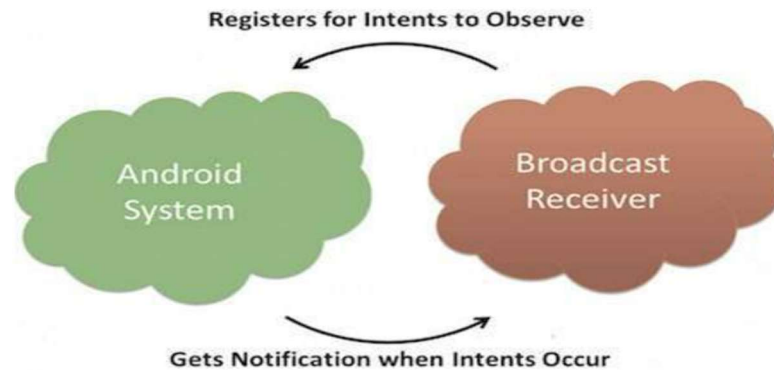 Registers for Intents to Observe
Android
System
Broadcast
Receiver
Gets Notification when Intents Occur